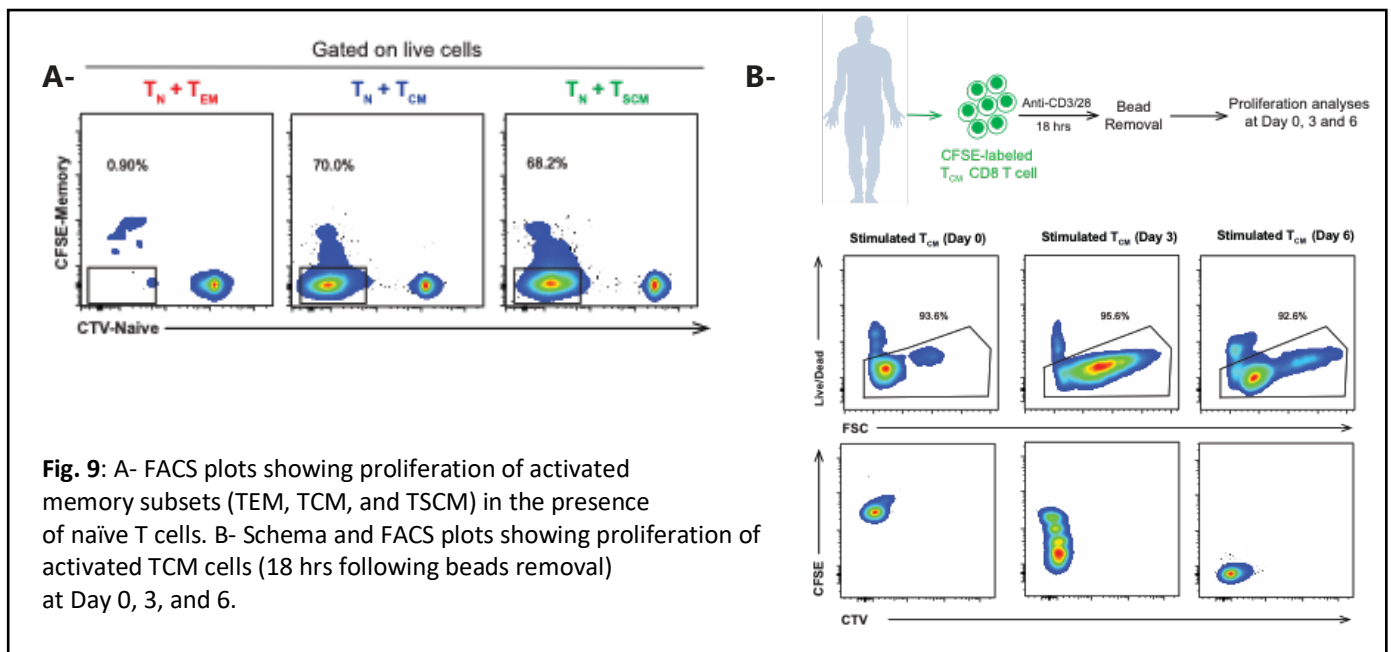 A-
Gated on live cells
TN + TEM
TN + TCM
TN + TSCM
0.90%
70.0%
68.2%
CFSE-Memory
CTV-Naive
Fig. 9: A- FACS plots showing proliferation of activated
memory subsets (TEM, TCM, and TSCM) in the presence
of naïve T cells. B- Schema and FACS plots showing proliferation of
activated TCM cells (18 hrs following beads removal)
at Day 0, 3, and 6.
B-
CFSE-labeled
TCM CD8 T cell
Anti-CD3/28
18 hrs
Bead
Removal
Proliferation analyses
at Day 0, 3 and 6
Stimulated TCM (Day 0)
Stimulated TCM (Day 3)
Stimulated TCM (Day 6)
93.6%
95.6%
92.6%
Live/Dead
FSC
CFSE
CTV